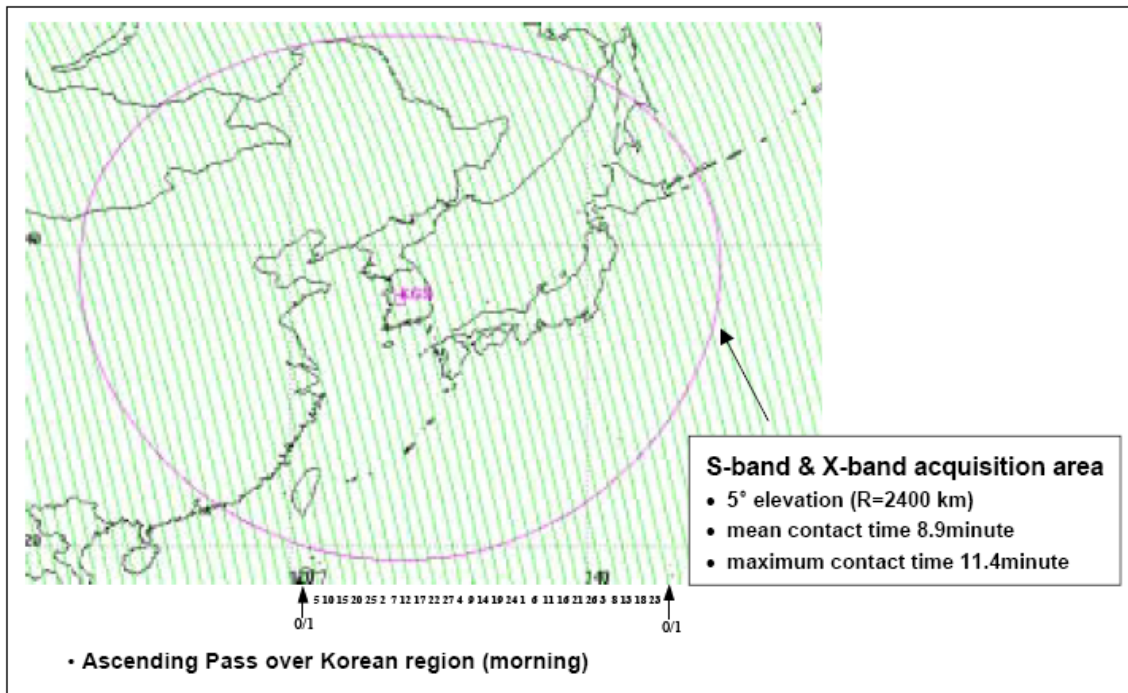 40
KGS
S-band & X-band acquisition area
• 5° elevation (R=2400 km)
• mean contact time 8.9minute
• maximum contact time 11.4minute
20
120 140
5 10 15 20 25 2 7 12 17 22 27 4 9 14 19 24 1 6 11 16 21 26 3 8 13 18 23
0/1 0/1
• Ascending Pass over Korean region (morning)